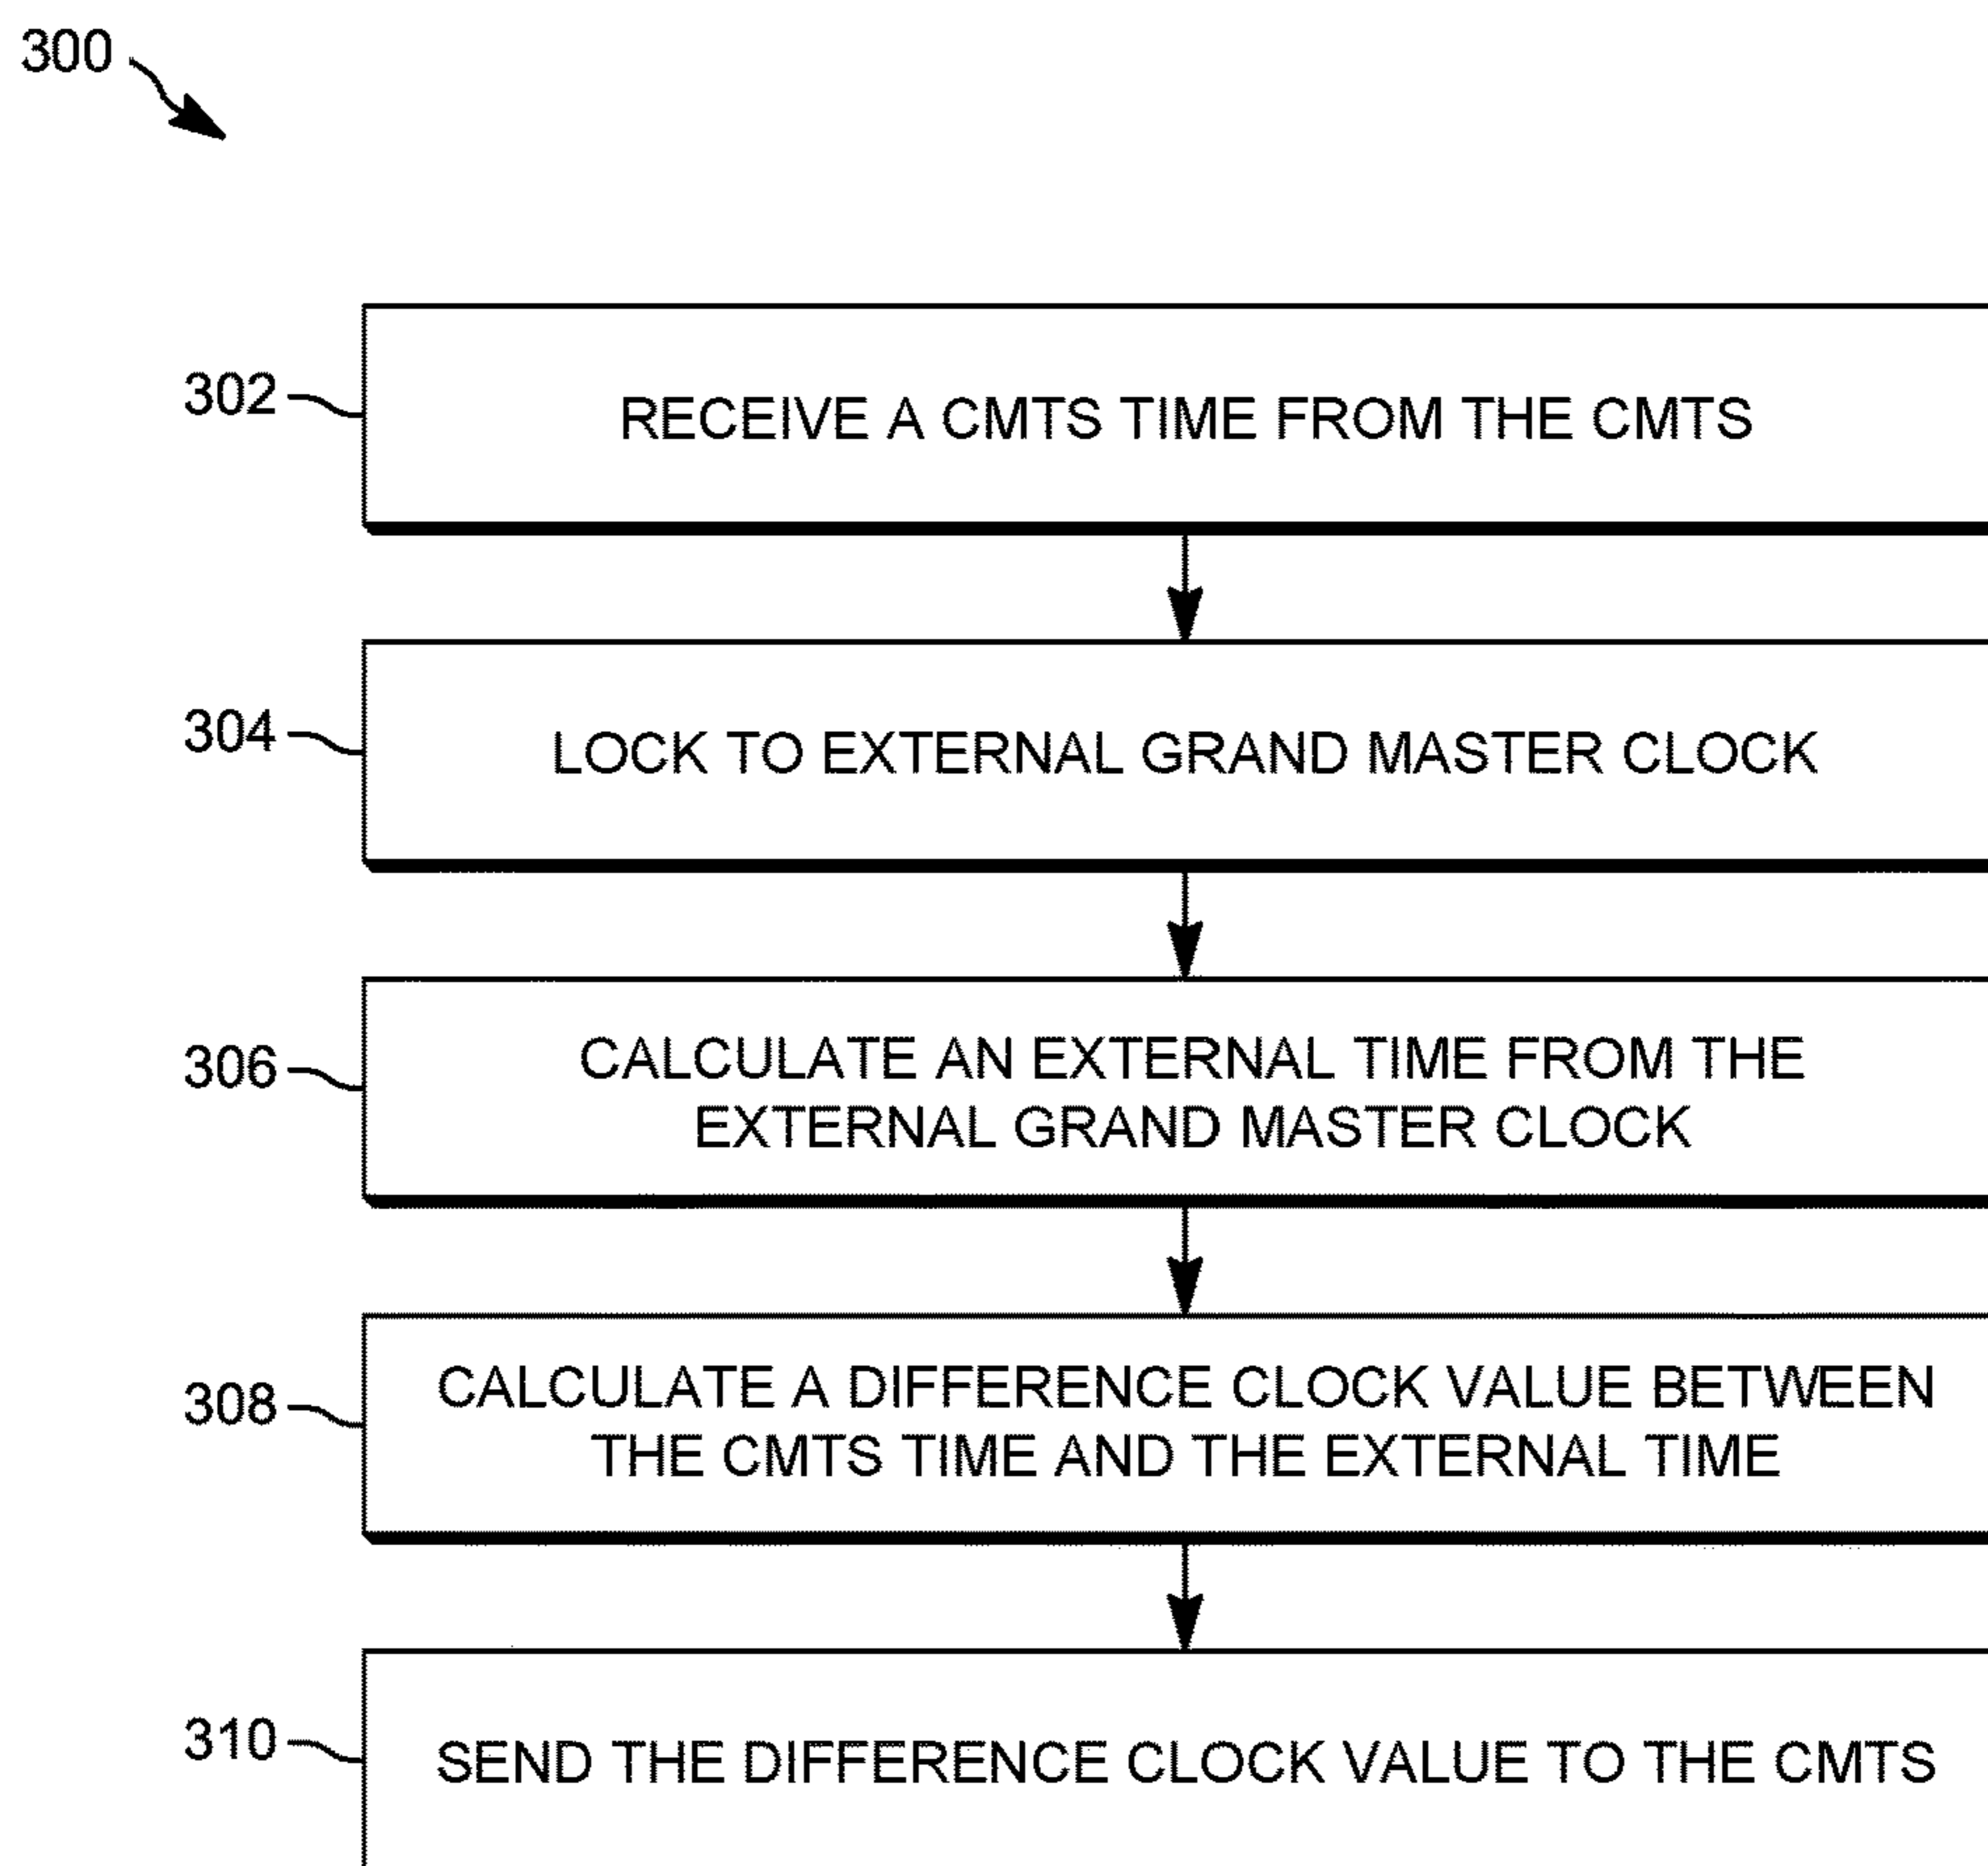 300
302
RECEIVE A CMTS TIME FROM THE CMTS
304
LOCK TO EXTERNAL GRAND MASTER CLOCK
306
CALCULATE AN EXTERNAL TIME FROM THE
EXTERNAL GRAND MASTER CLOCK
308
CALCULATE A DIFFERENCE CLOCK VALUE BETWEEN
THE CMTS TIME AND THE EXTERNAL TIME
310
SEND THE DIFFERENCE CLOCK VALUE TO THE CMTS